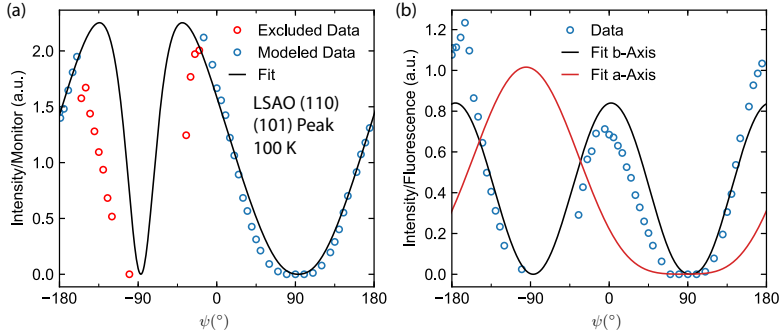 (a)
Excluded Data
Modeled Data
Fit
LSAO (110)
(101) Peak
100 K
Intensity/Monitor (a.u.)
2.0
1.5
1.0
0.5
0.0
−180
−90
0
90
180
ψ(°)
(b)
Data
Fit b-Axis
Fit a-Axis
Intensity/Fluorescence (a.u.)
1.2
1.0
0.8
0.6
0.4
0.2
0.0
−180
−90
0
90
180
ψ(°)